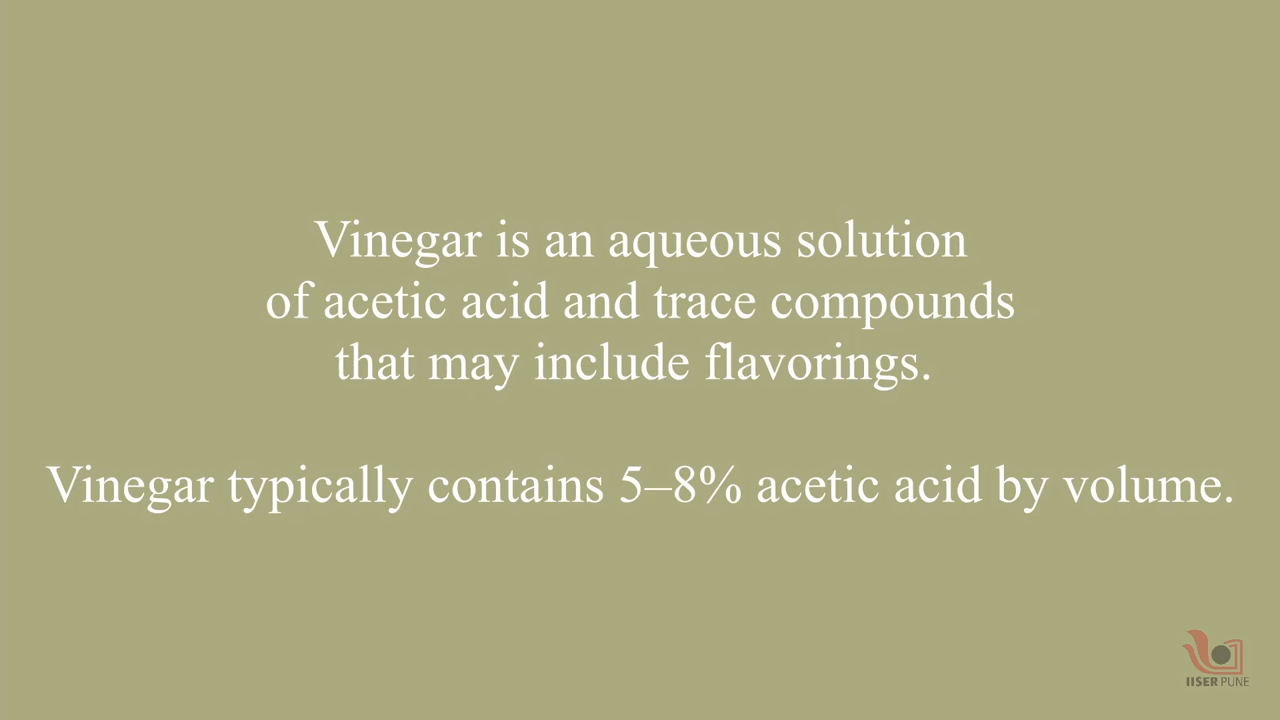 Vinegar is an aqueous solution
of acetic acid and trace compounds
that may include flavorings.
Vinegar typically contains 5–8% acetic acid by volume.
IISER PUNE